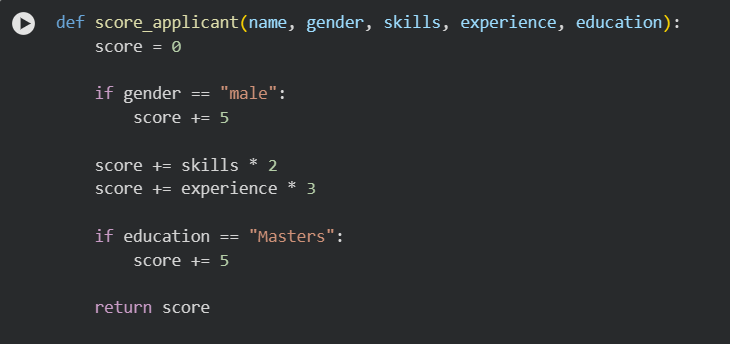 def score_applicant(name, gender, skills, experience, education):
    score = 0

    if gender == "male":
        score += 5

    score += skills * 2
    score += experience * 3

    if education == "Masters":
        score += 5

    return score